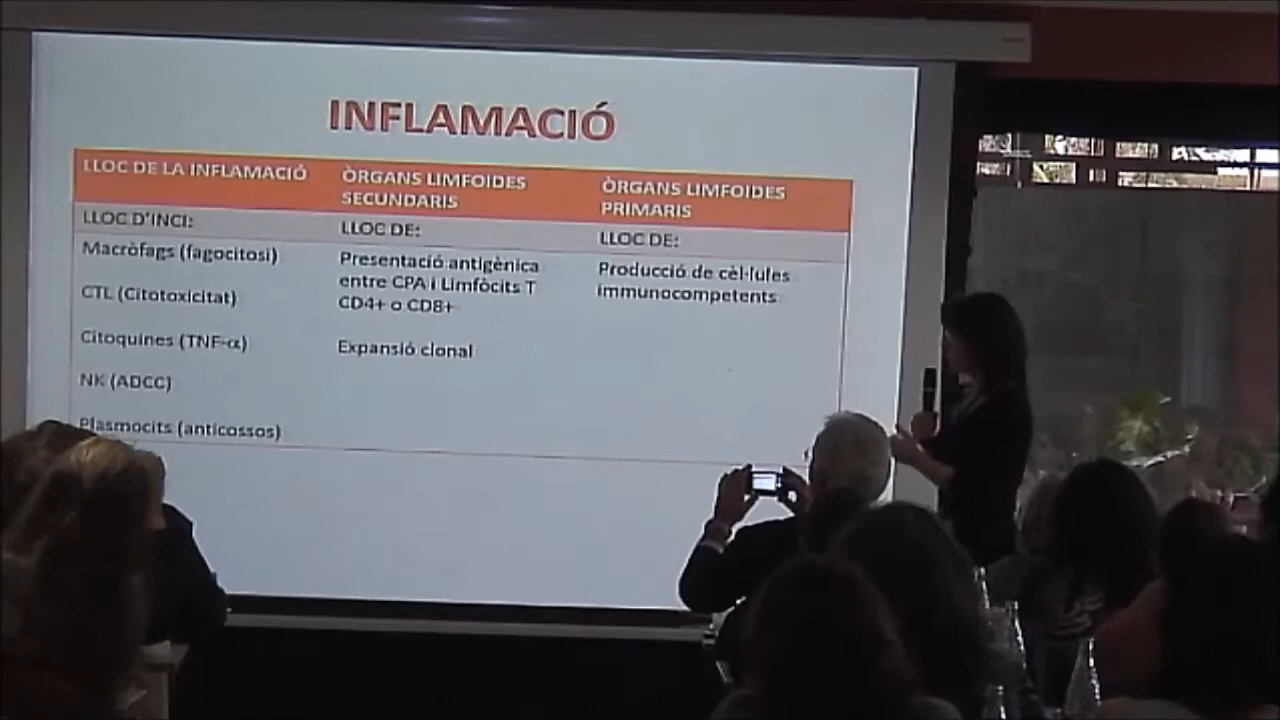 INFLAMACIÓ
LLOC DE LA INFLAMACIÓ
ÒRGANS LIMFOIDES
SECUNDARIS
ÒRGANS LIMFOIDES
PRIMARIS
LLOC D'INCI:
LLOC DE:
LLOC DE:
Macròfags (fagocitosi)
CTL (Citotoxicitat)
Citoquines (TNF-α)
NK (ADCC)
Plasmocits (anticossos)
Presentació antigènica
entre CPA i Limfòcits T
CD4+ o CD8+
Expansió clonal
Producció de cèl·lules
immunocompetents